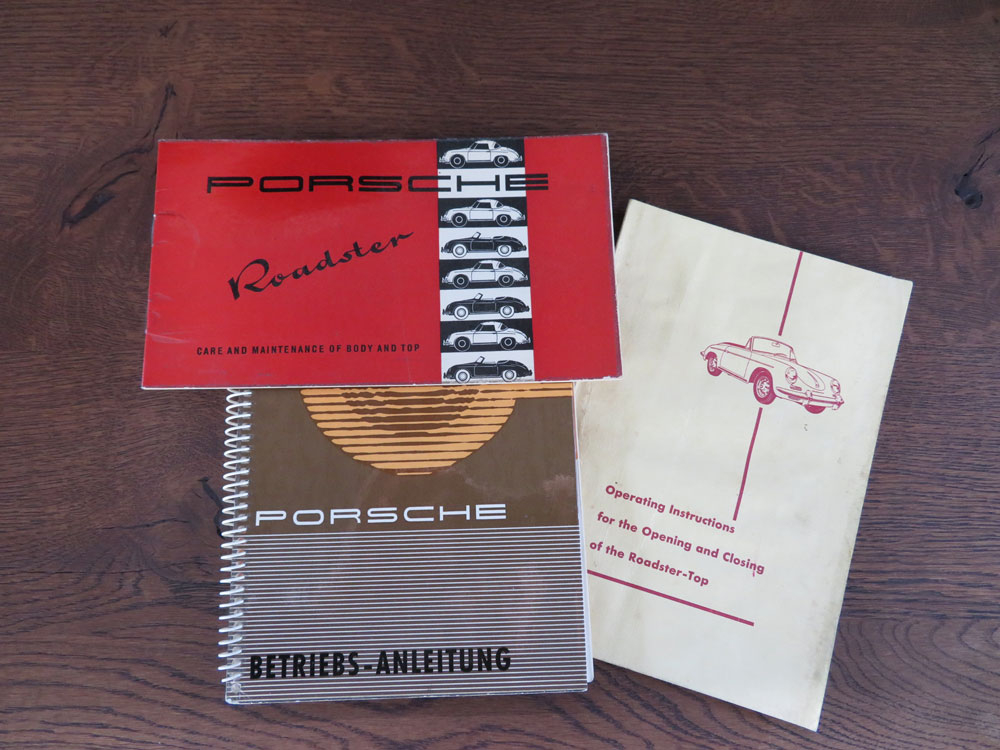 PORSCHE
Roadster
CARE AND MAINTENANCE OF BODY AND TOP
PORSCHE
BETRIEBS-ANLEITUNG
Operating Instructions
for the Opening and Closing
of the Roadster-Top